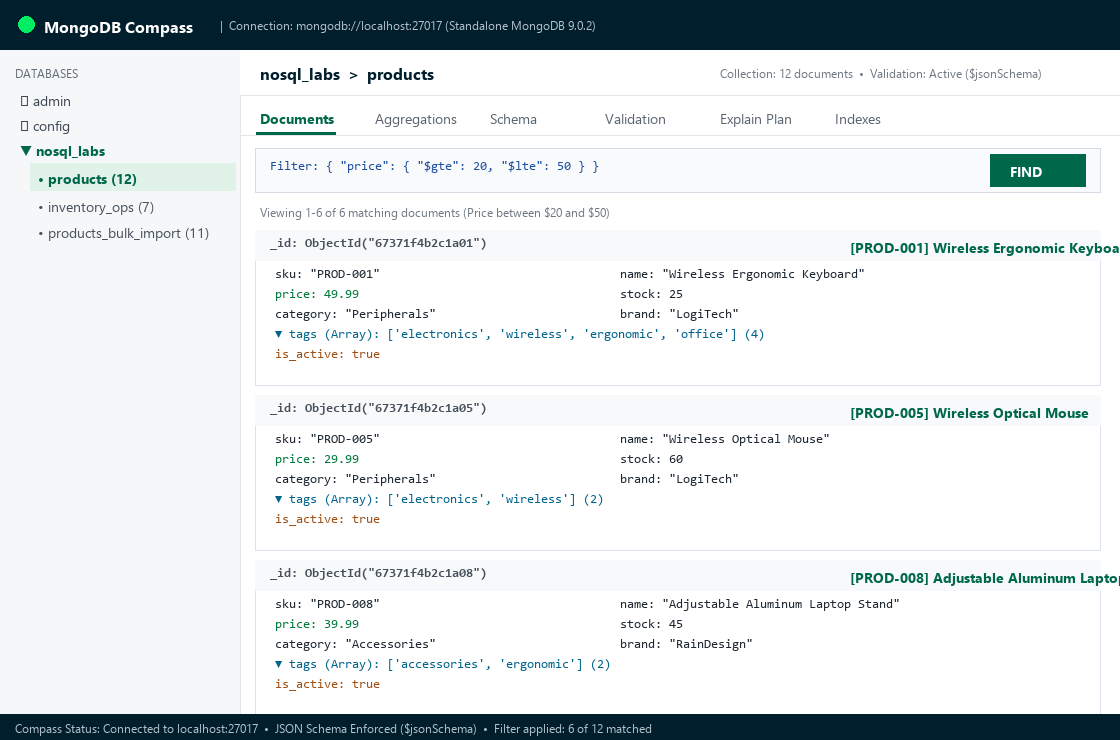 MongoDB Compass | Connection: mongodb://localhost:27017 (Standalone MongoDB 9.0.2)
DATABASES
admin
config
▼ nosql_labs
• products (12)
• inventory_ops (7)
• products_bulk_import (11)
nosql_labs > products
Collection: 12 documents • Validation: Active ($jsonSchema)
Documents Aggregations Schema Validation Explain Plan Indexes
Filter: { "price": { "$gte": 20, "$lte": 50 } }
FIND
Viewing 1-6 of 6 matching documents (Price between $20 and $50)
_id: ObjectId("67371f4b2c1a01")
[PROD-001] Wireless Ergonomic Keyboa
sku: "PROD-001" name: "Wireless Ergonomic Keyboard"
price: 49.99 stock: 25
category: "Peripherals" brand: "LogiTech"
▼ tags (Array): ['electronics', 'wireless', 'ergonomic', 'office'] (4)
is_active: true
_id: ObjectId("67371f4b2c1a05")
[PROD-005] Wireless Optical Mouse
sku: "PROD-005" name: "Wireless Optical Mouse"
price: 29.99 stock: 60
category: "Peripherals" brand: "LogiTech"
▼ tags (Array): ['electronics', 'wireless'] (2)
is_active: true
_id: ObjectId("67371f4b2c1a08")
[PROD-008] Adjustable Aluminum Lapto
sku: "PROD-008" name: "Adjustable Aluminum Laptop Stand"
price: 39.99 stock: 45
category: "Accessories" brand: "RainDesign"
▼ tags (Array): ['accessories', 'ergonomic'] (2)
is_active: true
Compass Status: Connected to localhost:27017 • JSON Schema Enforced ($jsonSchema) • Filter applied: 6 of 12 matched